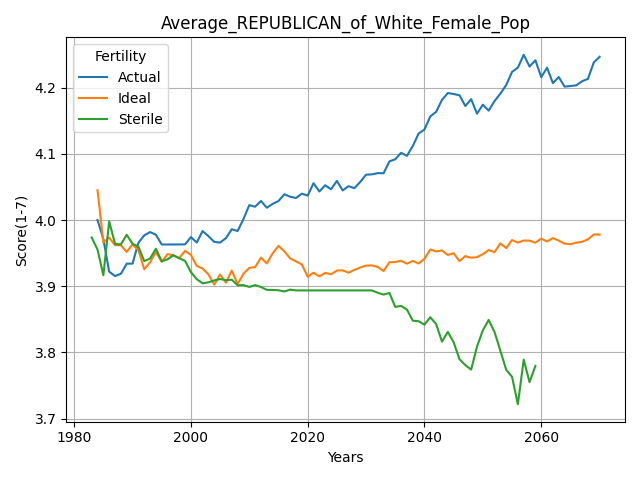 Average_REPUBLICAN_of_White_Female_Pop
Fertility
Actual
Ideal
Sterile
Score(1-7)
4.2
4.1
4.0
3.9
3.8
3.7
1980 2000 2020 2040 2060
Years